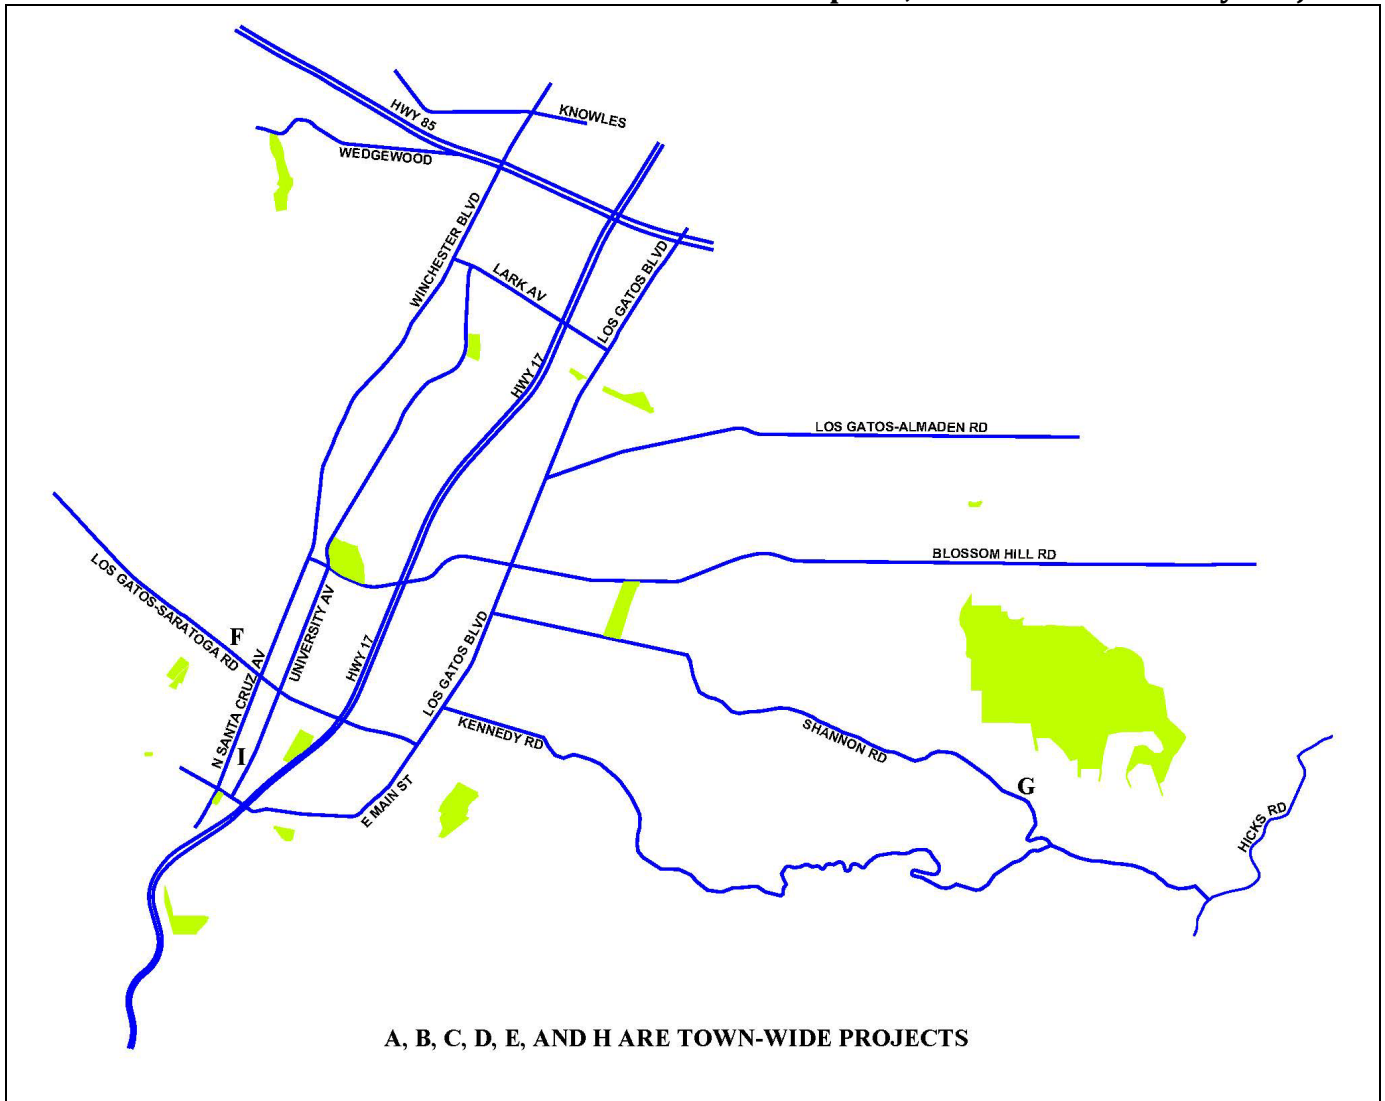 KNOWLES
HWY 85
WEDGEWOOD
WINCHESTER BLVD
LARK AV
LOS GATOS BLVD
HWY 17
LOS GATOS-ALMADEN RD
BLOSSOM HILL RD
LOS GATOS-SARATOGA RD
F
UNIVERSITY AV
HWY 17
N SANTA CRUZ AV
LOS GATOS BLVD
KENNEDY RD
SHANNON RD
I
G
E MAIN ST
HICKS RD
A, B, C, D, E, AND H ARE TOWN-WIDE PROJECTS